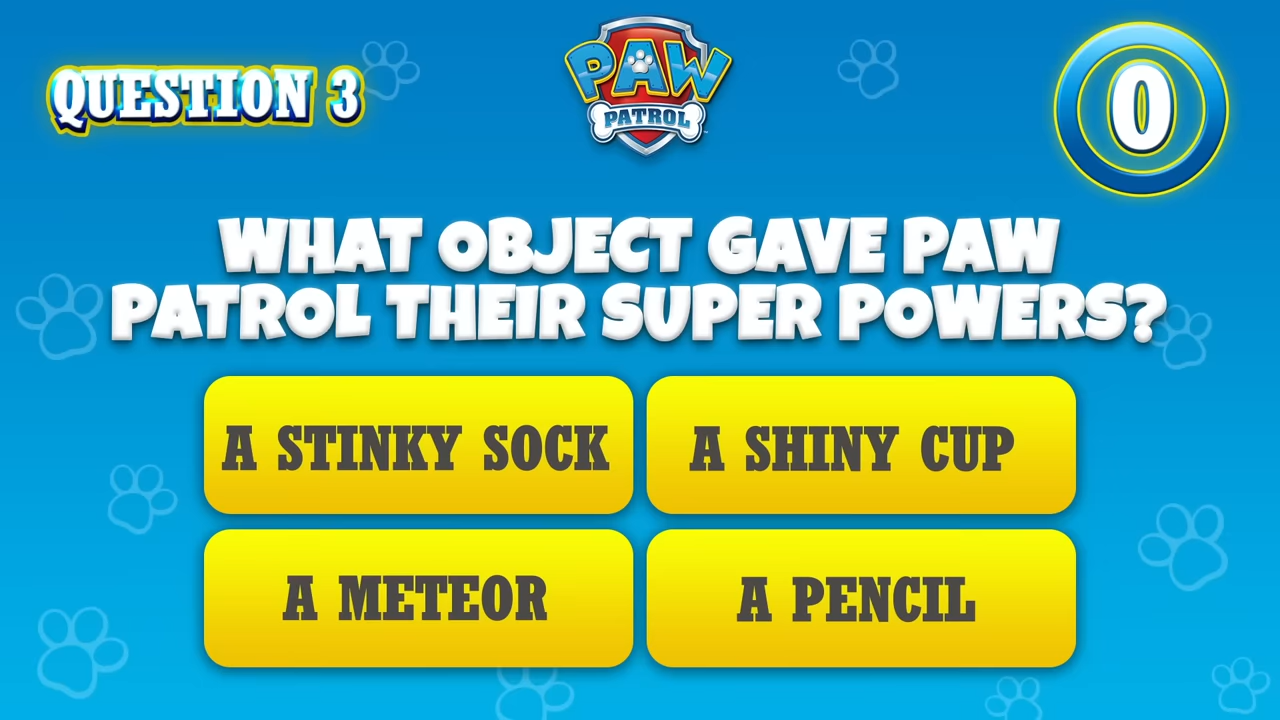 QUESTION 3
PAW
PATROL
0
WHAT OBJECT GAVE PAW
PATROL THEIR SUPER POWERS?
A STINKY SOCK
A SHINY CUP
A METEOR
A PENCIL